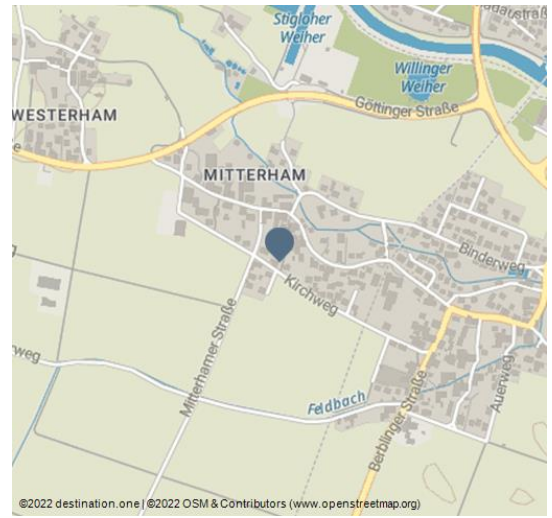 Stigloher
Weiher
Willinger
Weiher
Göttinger Straße
WESTERHAM
MITTERHAM
Binderweg
Kirchweg
Mitterhamer Straße
Feldbach
Berblinger Straße
Auerweg
©2022 destination.one | ©2022 OSM & Contributors (www.openstreetmap.org)